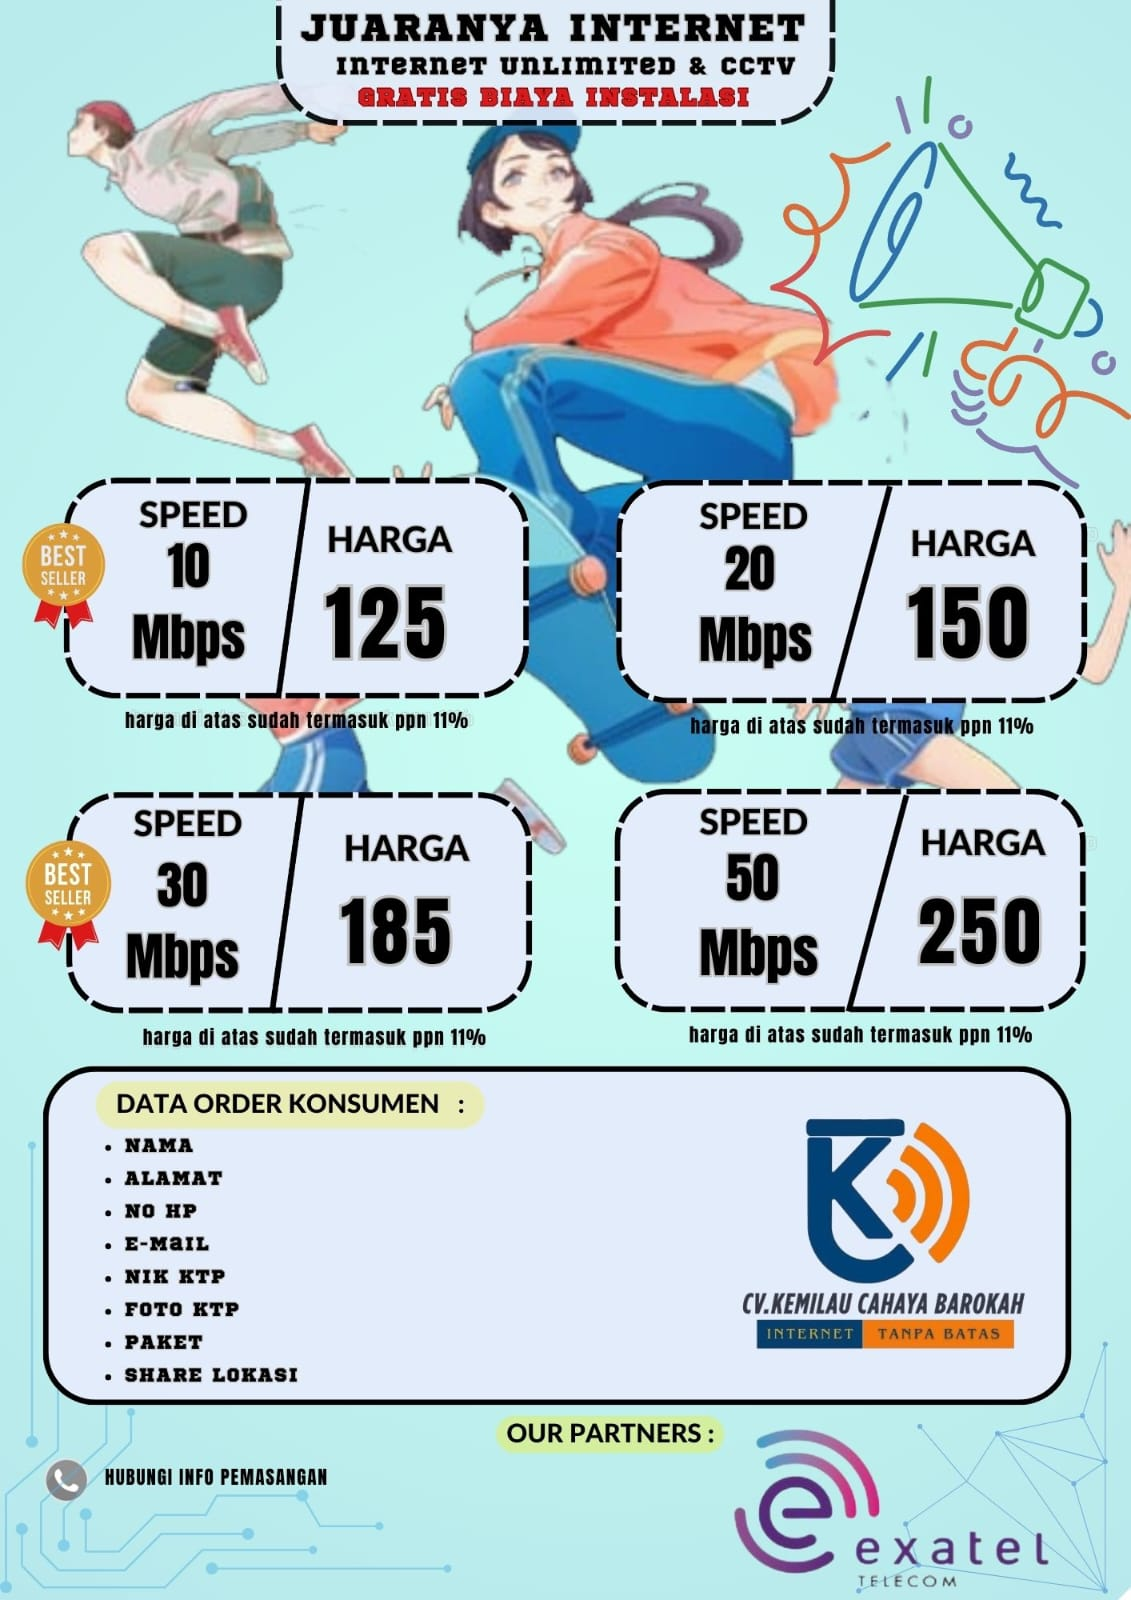 JUARANYA INTERNET
INTERNET UNLIMITED & CCTV
GRATIS BIAYA INSTALASI
BEST
SELLER
SPEED
10
Mbps
HARGA
125
harga di atas sudah termasuk ppn 11%
SPEED
20
Mbps
HARGA
150
harga di atas sudah termasuk ppn 11%
BEST
SELLER
SPEED
30
Mbps
HARGA
185
harga di atas sudah termasuk ppn 11%
SPEED
50
Mbps
HARGA
250
harga di atas sudah termasuk ppn 11%
DATA ORDER KONSUMEN :
• NAMA
• ALAMAT
• NO HP
• E-MAIL
• NIK KTP
• FOTO KTP
• PAKET
• SHARE LOKASI
CV.KEMILAU CAHAYA BAROKAH
INTERNET TANPA BATAS
OUR PARTNERS :
HUBUNGI INFO PEMASANGAN
exatel
TELECOM